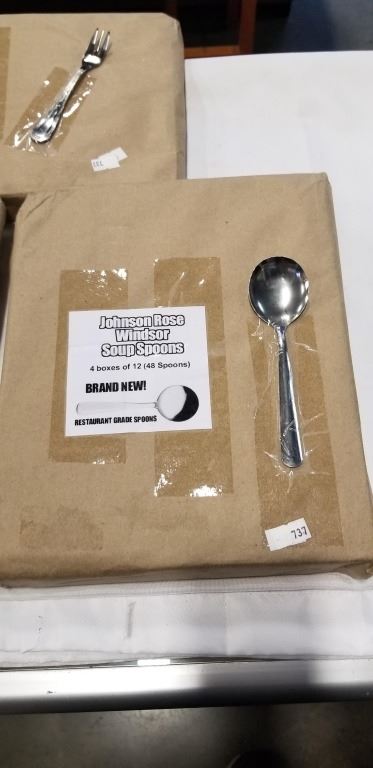 Johnson Rose
Windsor
Soup Spoons
4 boxes of 12 (48 Spoons)
BRAND NEW!
RESTAURANT GRADE SPOONS
737